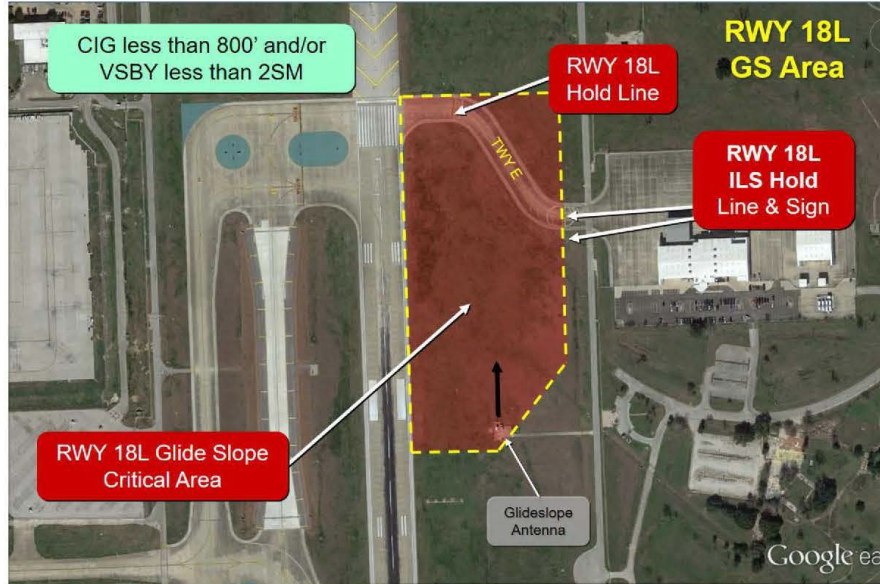 CIG less than 800' and/or
VSBY less than 2SM
RWY 18L
GS Area
RWY 18L
Hold Line
TWY E
RWY 18L
ILS Hold
Line & Sign
RWY 18L Glide Slope
Critical Area
Glideslope
Antenna
Google ea